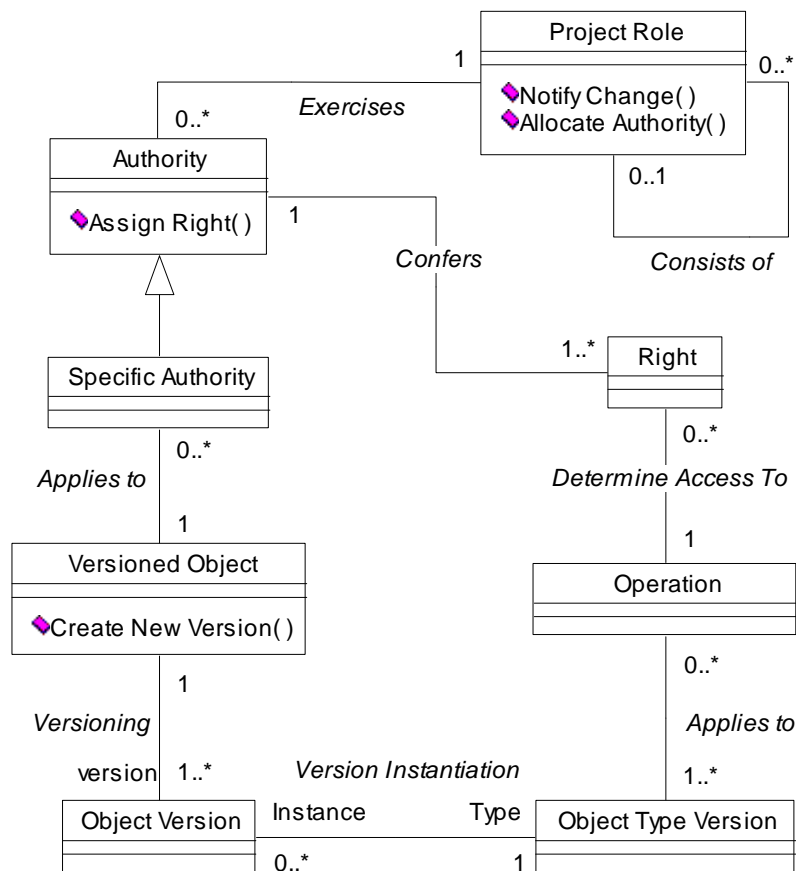 Project Role
Notify Change( )
Allocate Authority( )
1
0..*
Exercises
0..*
0..1
Consists of
Authority
Assign Right( )
1
Confers
1..*
Right
Specific Authority
0..*
Applies to
1
0..*
Determine Access To
1
Versioned Object
Create New Version( )
Operation
1
Versioning
version
1..*
0..*
Applies to
1..*
Version Instantiation
Object Version
Instance
Type
Object Type Version
0..*
1